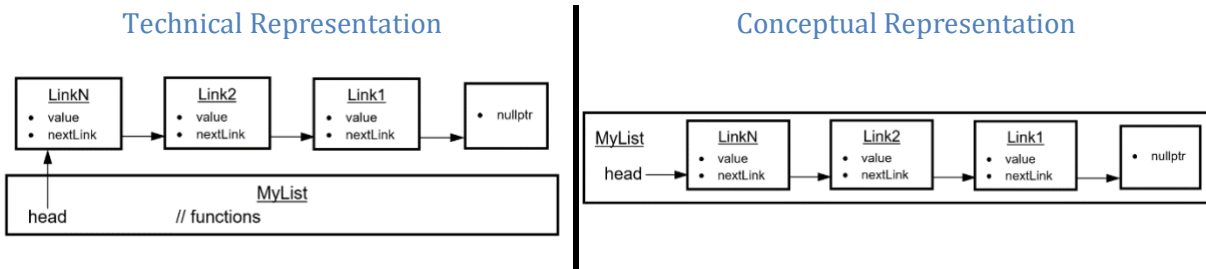 Technical Representation
LinkN
• value
• nextLink
Link2
• value
• nextLink
Link1
• value
• nextLink
• nullptr
MyList
head // functions
Conceptual Representation
MyList
head
LinkN
• value
• nextLink
Link2
• value
• nextLink
Link1
• value
• nextLink
• nullptr